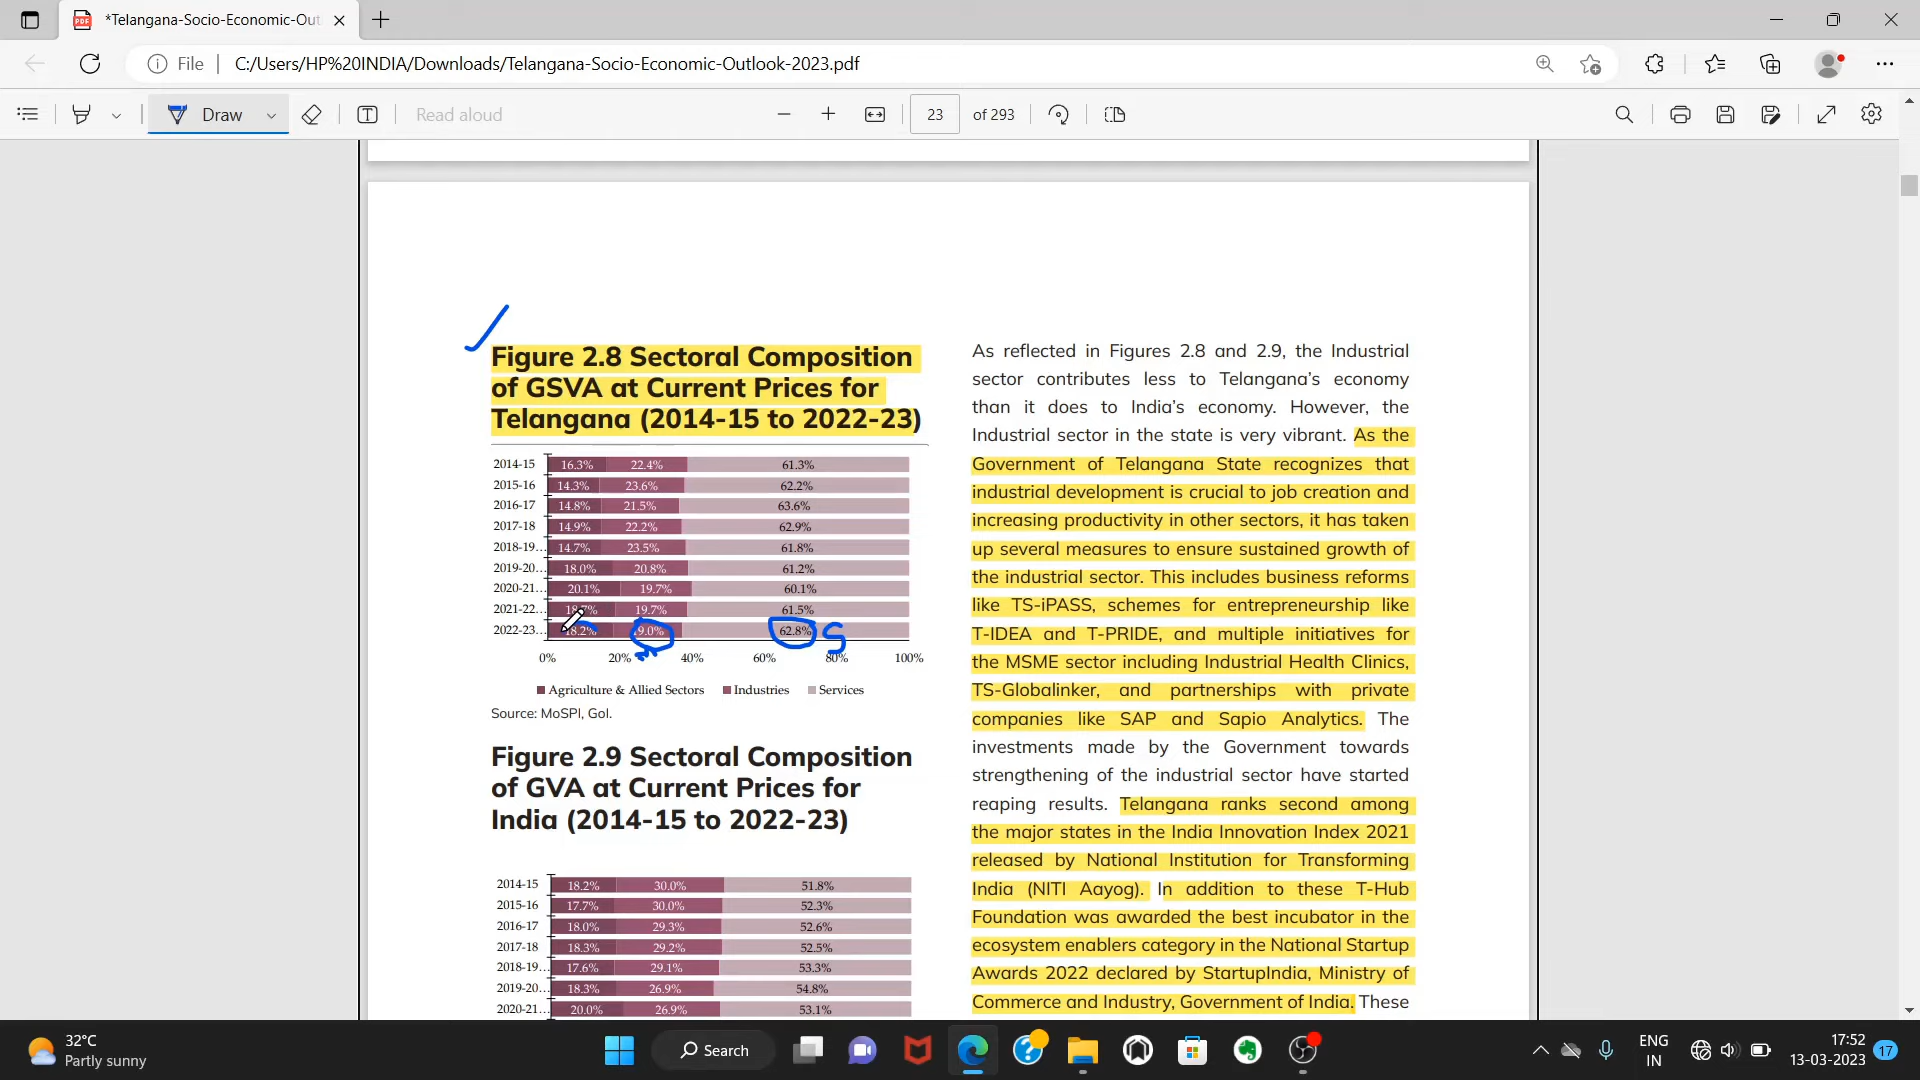 *Telangana-Socio-Economic-Out
File
C:/Users/HP%20INDIA/Downloads/Telangana-Socio-Economic-Outlook-2023.pdf
Draw
Read aloud
23 of 293
Figure 2.8 Sectoral Composition
of GSVA at Current Prices for
Telangana (2014-15 to 2022-23)
2014-15 16.3% 22.4% 61.3%
2015-16 14.3% 23.6% 62.2%
2016-17 14.8% 21.5% 63.6%
2017-18 14.9% 22.2% 62.9%
2018-19... 14.7% 23.5% 61.8%
2019-20... 18.0% 20.8% 61.2%
2020-21... 20.1% 19.7% 60.1%
2021-22... 18.7% 19.7% 61.5%
2022-23... 18.2% 19.0% 62.8% S
0% 20% 40% 60% 80% 100%
Agriculture & Allied Sectors Industries Services
Source: MoSPI, GoI.
Figure 2.9 Sectoral Composition
of GVA at Current Prices for
India (2014-15 to 2022-23)
2014-15 18.2% 30.0% 51.8%
2015-16 17.7% 30.0% 52.3%
2016-17 18.0% 29.3% 52.6%
2017-18 18.3% 29.2% 52.5%
2018-19... 17.6% 29.1% 53.3%
2019-20... 18.3% 26.9% 54.8%
2020-21... 20.0% 26.9% 53.1%
As reflected in Figures 2.8 and 2.9, the Industrial
sector contributes less to Telangana's economy
than it does to India's economy. However, the
Industrial sector in the state is very vibrant. As the
Government of Telangana State recognizes that
industrial development is crucial to job creation and
increasing productivity in other sectors, it has taken
up several measures to ensure sustained growth of
the industrial sector. This includes business reforms
like TS-iPASS, schemes for entrepreneurship like
T-IDEA and T-PRIDE, and multiple initiatives for
the MSME sector including Industrial Health Clinics,
TS-Globalinker, and partnerships with private
companies like SAP and Sapio Analytics. The
investments made by the Government towards
strengthening of the industrial sector have started
reaping results. Telangana ranks second among
the major states in the India Innovation Index 2021
released by National Institution for Transforming
India (NITI Aayog). In addition to these T-Hub
Foundation was awarded the best incubator in the
ecosystem enablers category in the National Startup
Awards 2022 declared by StartupIndia, Ministry of
Commerce and Industry, Government of India. These
32°C
Partly sunny
Search
ENG
IN
17:52
13-03-2023
17